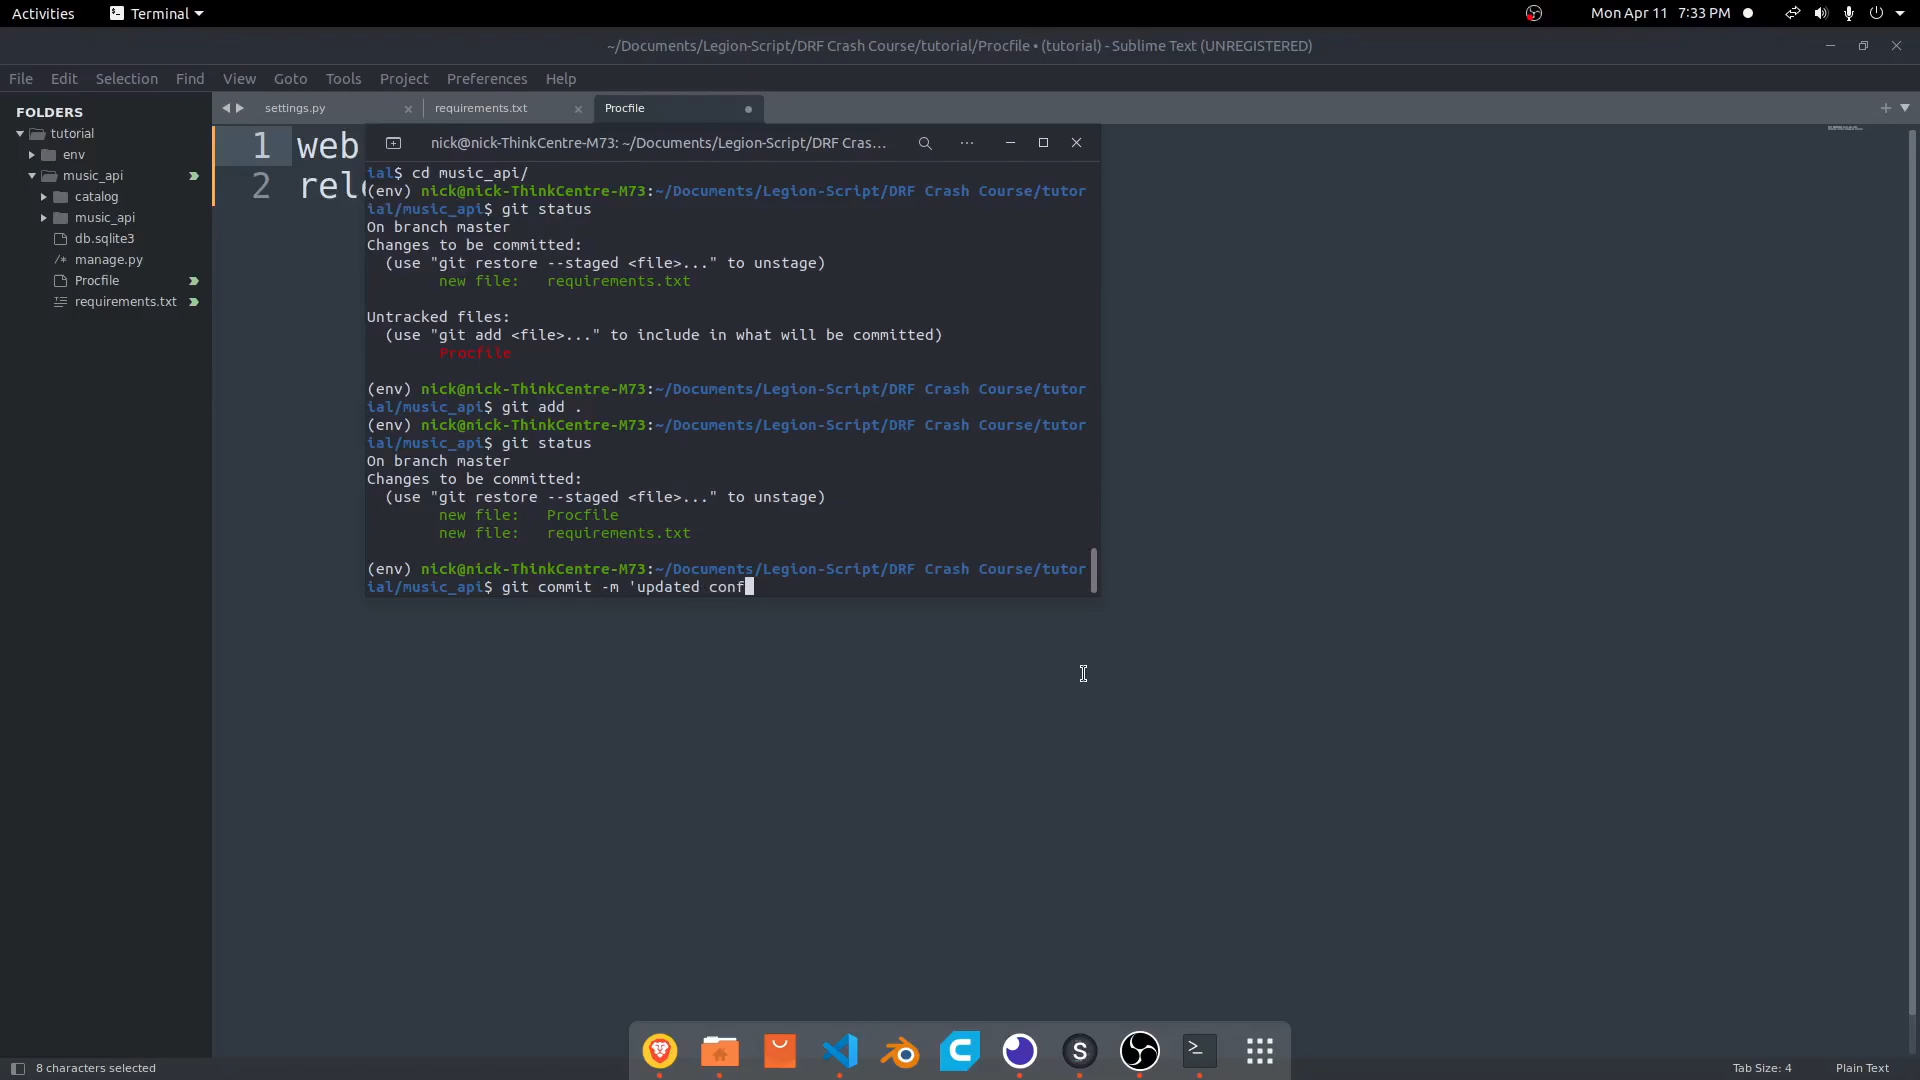 Activities
Terminal
Mon Apr 11 7:33 PM
~/Documents/Legion-Script/DRF Crash Course/tutorial/Procfile • (tutorial) - Sublime Text (UNREGISTERED)
File Edit Selection Find View Goto Tools Project Preferences Help
FOLDERS
tutorial
env
music_api
catalog
music_api
db.sqlite3
manage.py
Procfile
requirements.txt
settings.py
requirements.txt
Procfile
1 web
2
nick@nick-ThinkCentre-M73: ~/Documents/Legion-Script/DRF Cras...
ial$ cd music_api/
(env) nick@nick-ThinkCentre-M73:~/Documents/Legion-Script/DRF Crash Course/tutor
ial/music_api$ git status
On branch master
Changes to be committed:
(use "git restore --staged <file>..." to unstage)
new file: requirements.txt
Untracked files:
(use "git add <file>..." to include in what will be committed)
Procfile
(env) nick@nick-ThinkCentre-M73:~/Documents/Legion-Script/DRF Crash Course/tutor
ial/music_api$ git add .
(env) nick@nick-ThinkCentre-M73:~/Documents/Legion-Script/DRF Crash Course/tutor
ial/music_api$ git status
On branch master
Changes to be committed:
(use "git restore --staged <file>..." to unstage)
new file: Procfile
new file: requirements.txt
(env) nick@nick-ThinkCentre-M73:~/Documents/Legion-Script/DRF Crash Course/tutor
ial/music_api$ git commit -m 'updated conf
8 characters selected
Tab Size: 4
Plain Text